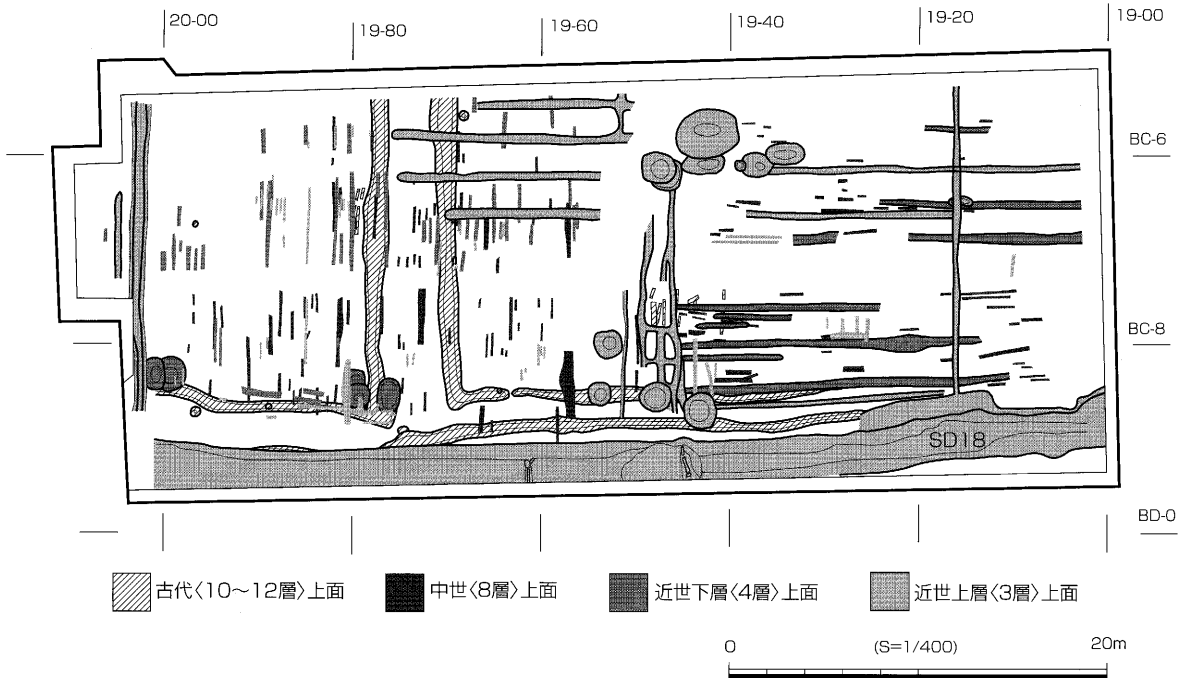 20-00
19-80
19-60
19-40
19-20
19-00
BC-6
BC-8
SD18
BD-0
古代〈10～12層〉上面
中世〈8層〉上面
近世下層〈4層〉上面
近世上層〈3層〉上面
0 (S=1/400) 20m